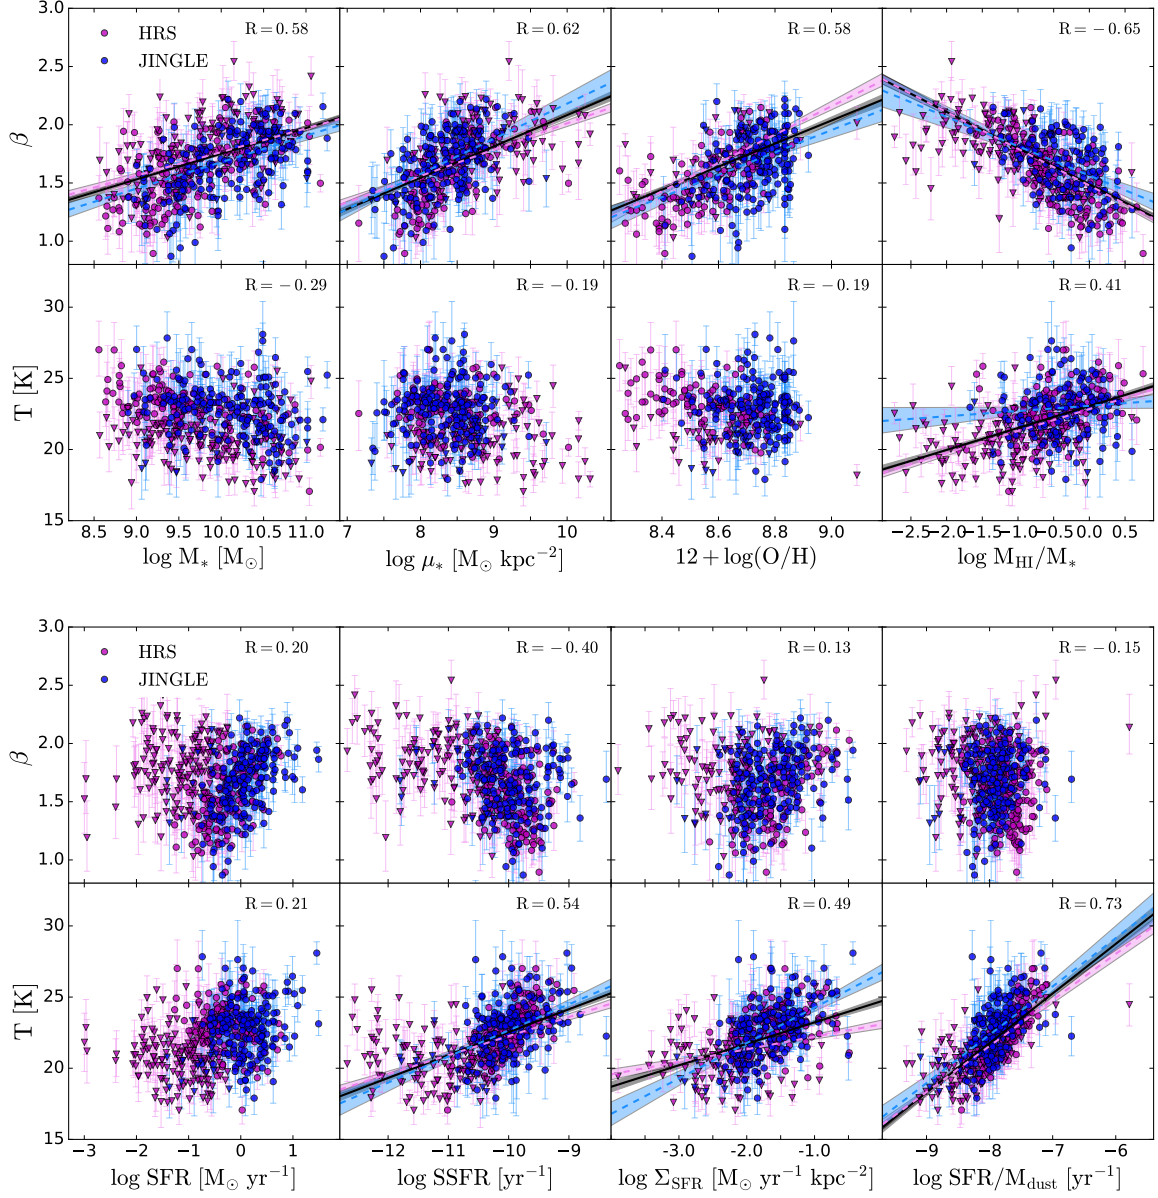 3.0
2.5
2.0
1.5
1.0
β
HRS
JINGLE
R = 0.58
R = 0.62
R = 0.58
R = −0.65
30
25
20
15
T [K]
R = −0.29
R = −0.19
R = −0.19
R = 0.41
8.5 9.0 9.5 10.0 10.5 11.0
7 8 9 10
8.4 8.6 8.8 9.0
−2.5 −2.0 −1.5 −1.0 −0.5 0.0 0.5
log M∗ [M⊙]
log μ∗ [M⊙ kpc⁻²]
12 + log(O/H)
log M_HI/M∗
3.0
2.5
2.0
1.5
1.0
β
HRS
JINGLE
R = 0.20
R = −0.40
R = 0.13
R = −0.15
30
25
20
15
T [K]
R = 0.21
R = 0.54
R = 0.49
R = 0.73
−3 −2 −1 0 1
−12 −11 −10 −9
-3.0 -2.0 -1.0 0.0
−9 −8 −7 −6
log SFR [M⊙ yr⁻¹]
log SSFR [yr⁻¹]
log Σ_SFR [M⊙ yr⁻¹ kpc⁻²]
log SFR/M_dust [yr⁻¹]